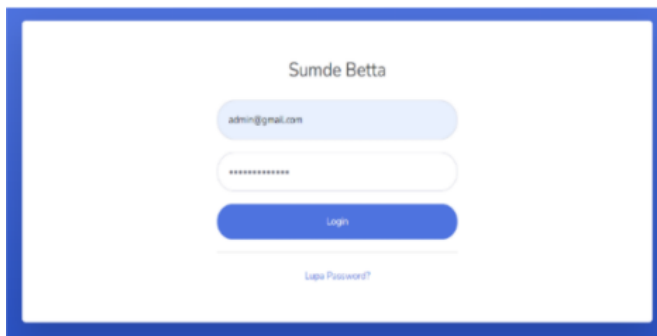 Sumde Betta
admin@gmail.com
•••••••••••••
Login
Lupa Password?